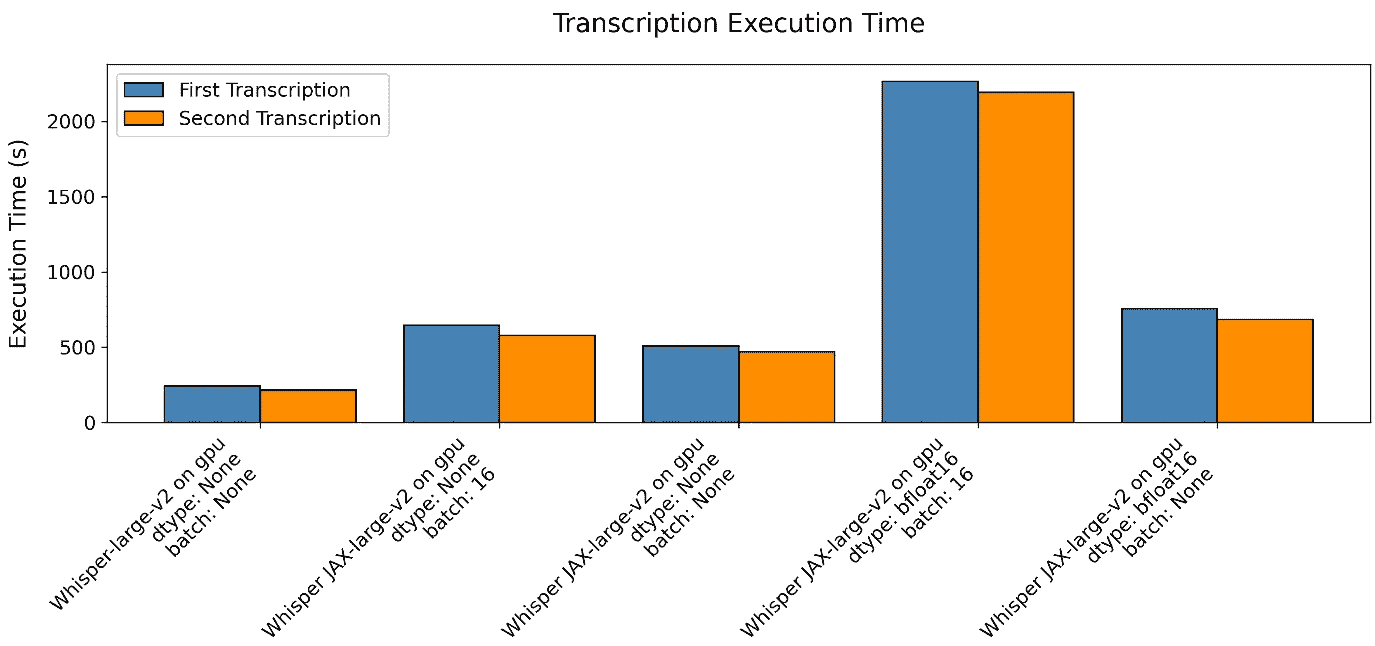 Transcription Execution Time
First Transcription
Second Transcription
Execution Time (s)
2000
1500
1000
500
0
Whisper-large-v2 on gpu
dtype: None
batch: None
Whisper JAX-large-v2 on gpu
dtype: None
batch: 16
Whisper JAX-large-v2 on gpu
dtype: None
batch: None
Whisper JAX-large-v2 on gpu
dtype: bfloat16
batch: 16
Whisper JAX-large-v2 on gpu
dtype: bfloat16
batch: None